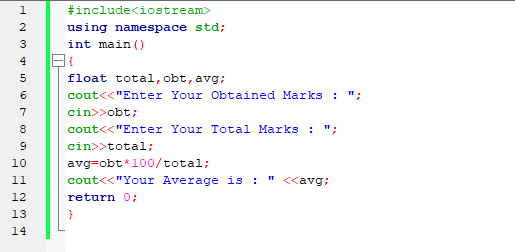 1 #include<iostream>
2 using namespace std;
3 int main()
4 {
5 float total,obt,avg;
6 cout<<"Enter Your Obtained Marks : ";
7 cin>>obt;
8 cout<<"Enter Your Total Marks : ";
9 cin>>total;
10 avg=obt*100/total;
11 cout<<"Your Average is : " <<avg;
12 return 0;
13 }
14